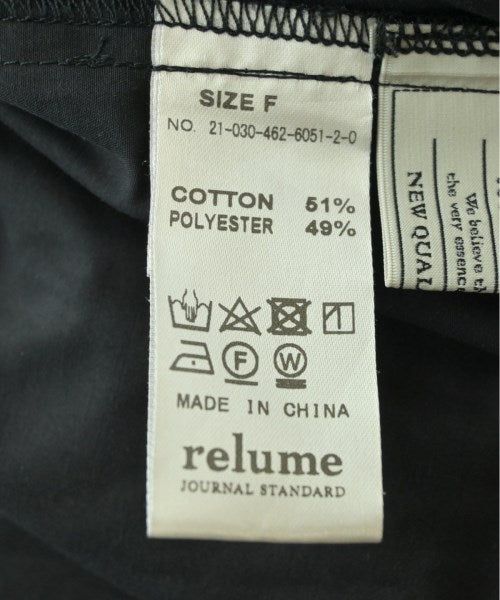 SIZE F
NO. 21-030-462-6051-2-0
COTTON 51%
POLYESTER 49%
F W
MADE IN CHINA
relume
JOURNAL STANDARD
We believe th
the very essenc
NEW QUAL